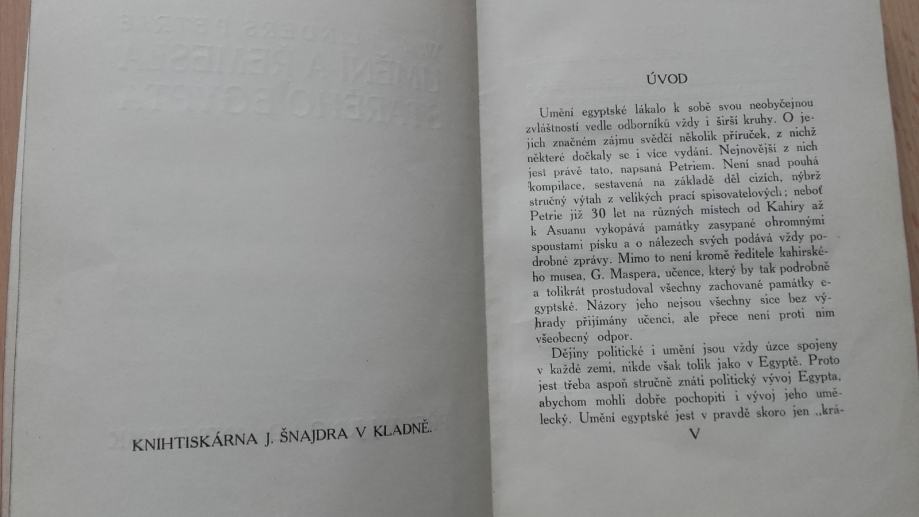 KNIHTISKÁRNA J. ŠNAJDRA V KLADNĚ.
ÚVOD
Umění egyptské lákalo k sobě svou neobyčejnou
zvláštností vedle odborníků vždy i širší kruhy. O je-
jich značném zájmu svědčí několik příruček, z nichž
některé dočkaly se i více vydání. Nejnovější z nich
jest právě tato, napsaná Petriem. Není snad pouhá
kompilace, sestavená na základě děl cizích, nýbrž
stručný výtah z velikých prací spisovatelových; neboť
Petrie již 30 let na různých místech od Kahiry až
k Asuanu vykopává památky zasypané ohromnými
spoustami písku a o nálezech svých podává vždy po-
drobné zprávy. Mimo to není kromě ředitele kahirské-
ho musea, G. Maspera, učence, který by tak podrobně
a tolikrát prostudoval všechny zachované památky e-
gyptské. Názory jeho nejsou všechny sice bez vý-
hrady přijímány učenci, ale přece není proti nim
všeobecný odpor.
Dějiny politické i umění jsou vždy úzce spojeny
v každé zemi, nikde však tolik jako v Egyptě. Proto
jest třeba aspoň stručně znáti politický vývoj Egypta,
abychom mohli dobře pochopiti i vývoj jeho umě-
lecký. Umění egyptské jest v pravdě skoro jen „krá-
V